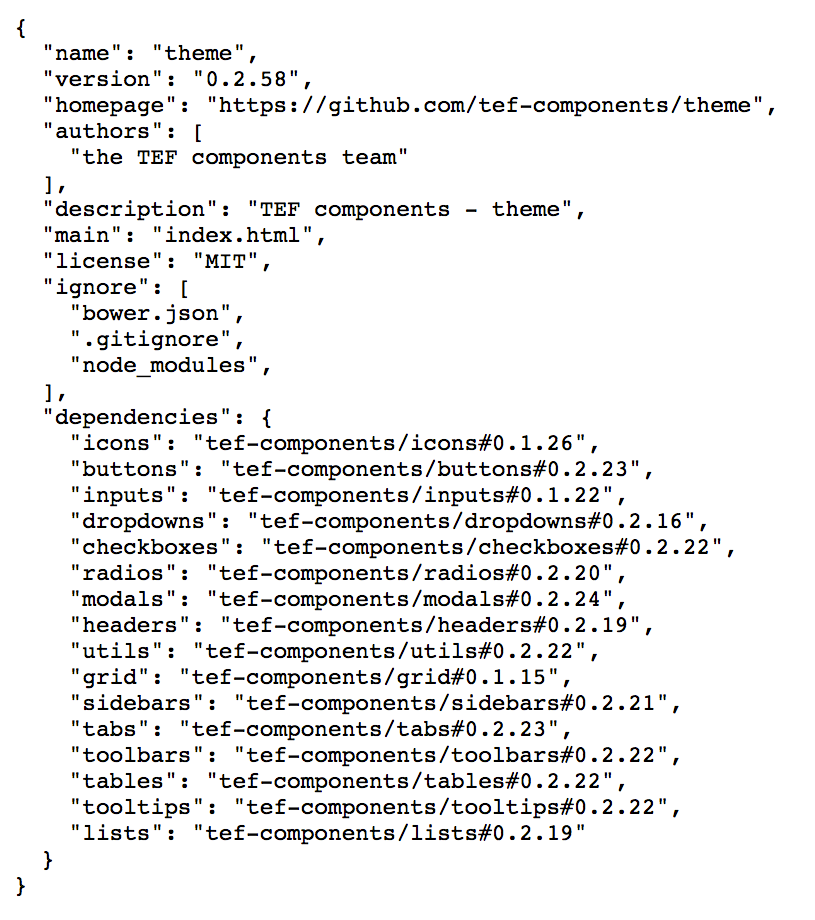 {
  "name": "theme",
  "version": "0.2.58",
  "homepage": "https://github.com/tef-components/theme",
  "authors": [
    "the TEF components team"
  ],
  "description": "TEF components - theme",
  "main": "index.html",
  "license": "MIT",
  "ignore": [
    "bower.json",
    ".gitignore",
    "node_modules",
  ],
  "dependencies": {
    "icons": "tef-components/icons#0.1.26",
    "buttons": "tef-components/buttons#0.2.23",
    "inputs": "tef-components/inputs#0.1.22",
    "dropdowns": "tef-components/dropdowns#0.2.16",
    "checkboxes": "tef-components/checkboxes#0.2.22",
    "radios": "tef-components/radios#0.2.20",
    "modals": "tef-components/modals#0.2.24",
    "headers": "tef-components/headers#0.2.19",
    "utils": "tef-components/utils#0.2.22",
    "grid": "tef-components/grid#0.1.15",
    "sidebars": "tef-components/sidebars#0.2.21",
    "tabs": "tef-components/tabs#0.2.23",
    "toolbars": "tef-components/toolbars#0.2.22",
    "tables": "tef-components/tables#0.2.22",
    "tooltips": "tef-components/tooltips#0.2.22",
    "lists": "tef-components/lists#0.2.19"
  }
}